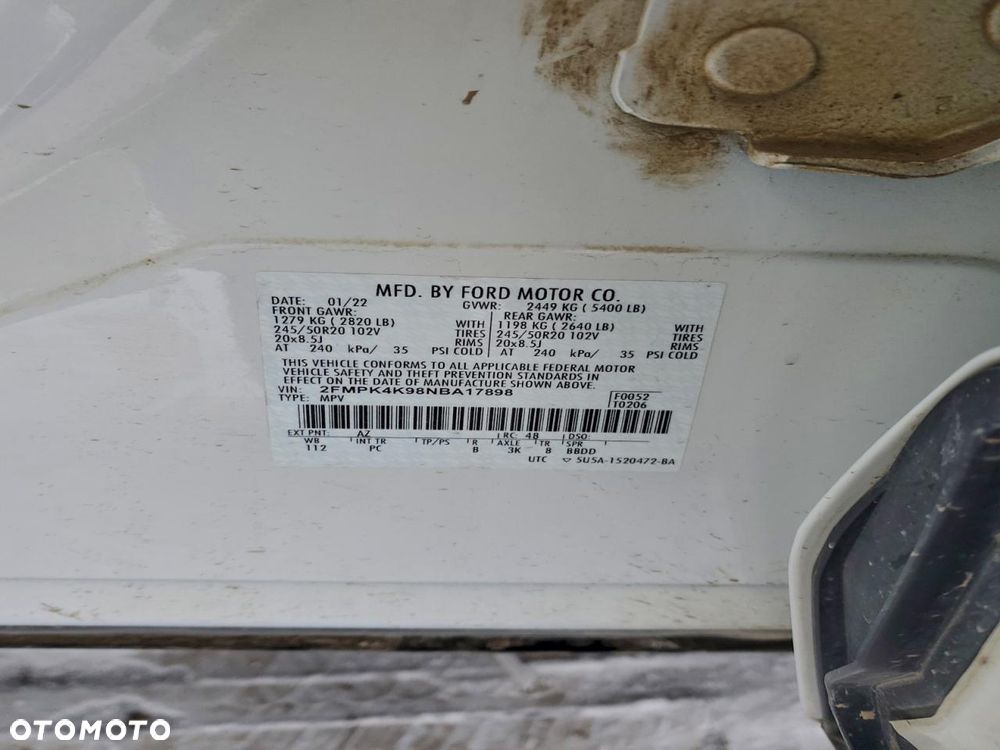 MFD. BY FORD MOTOR CO.
DATE: 01/22 GVWR: 2449 KG ( 5400 LB)
FRONT GAWR: REAR GAWR:
1279 KG ( 2820 LB) WITH 1198 KG ( 2640 LB) WITH
245/50R20 102V TIRES 245/50R20 102V TIRES
20x8.5J RIMS 20x8.5J RIMS
AT 240 kPa/ 35 PSI COLD AT 240 kPa/ 35 PSI COLD
THIS VEHICLE CONFORMS TO ALL APPLICABLE FEDERAL MOTOR
VEHICLE SAFETY AND THEFT PREVENTION STANDARDS IN
EFFECT ON THE DATE OF MANUFACTURE SHOWN ABOVE.
VIN: 2FMPK4K98NBA17898 F0052
TYPE: MPV T0206
EXT PNT: AZ RC: 48 DSO:
WB INT TR TP/PS R AXLE TR SPR
112 PC B 3K 8 BBDD
UTC ▽ 5U5A-1520472-BA
OTOMOTO